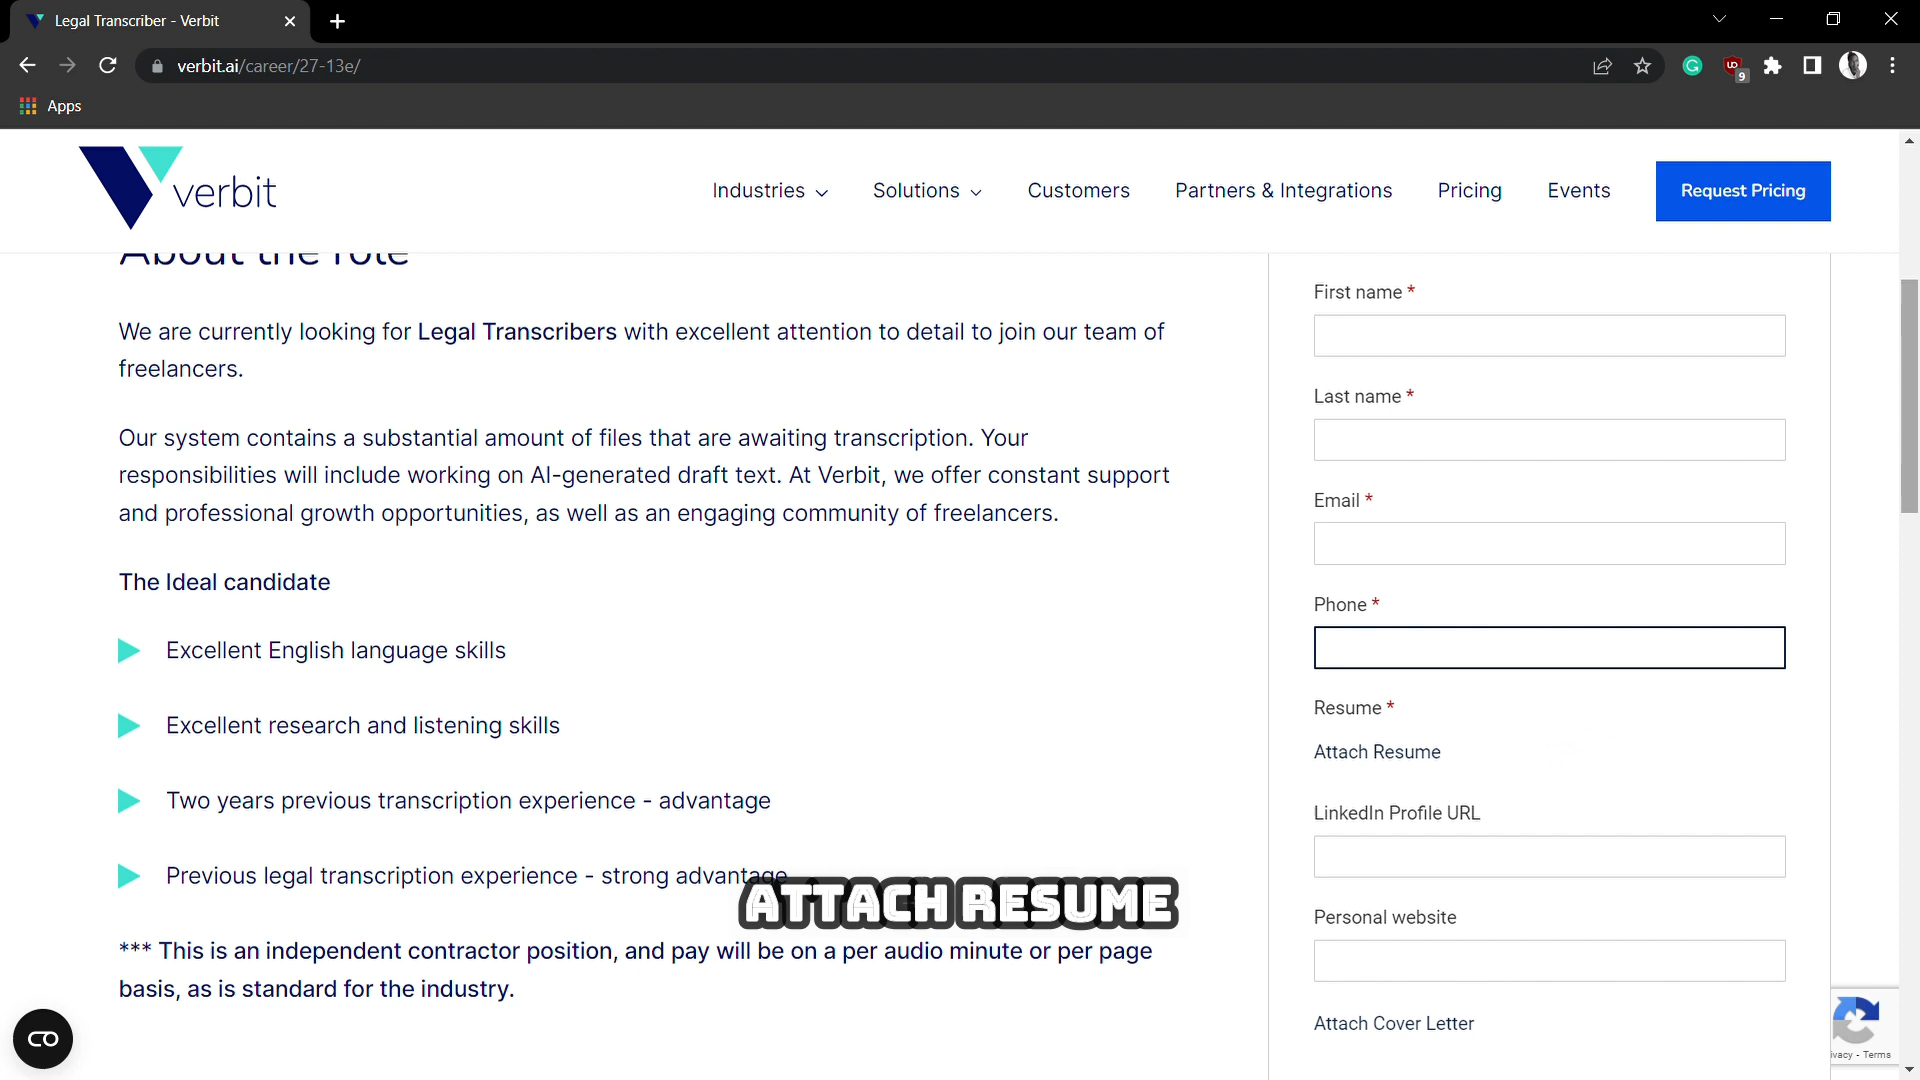 Legal Transcriber - Verbit
verbit.ai/career/27-13e/
9
Apps
verbit
Industries
Solutions
Customers
Partners & Integrations
Pricing
Events
Request Pricing
About the role
We are currently looking for Legal Transcribers with excellent attention to detail to join our team of
freelancers.
Our system contains a substantial amount of files that are awaiting transcription. Your
responsibilities will include working on AI-generated draft text. At Verbit, we offer constant support
and professional growth opportunities, as well as an engaging community of freelancers.
The Ideal candidate
Excellent English language skills
Excellent research and listening skills
Two years previous transcription experience - advantage
Previous legal transcription experience - strong advantage
*** This is an independent contractor position, and pay will be on a per audio minute or per page
basis, as is standard for the industry.
ATTACH RESUME
First name *
Last name *
Email *
Phone *
Resume *
Attach Resume
LinkedIn Profile URL
Personal website
Attach Cover Letter
ivacy - Terms